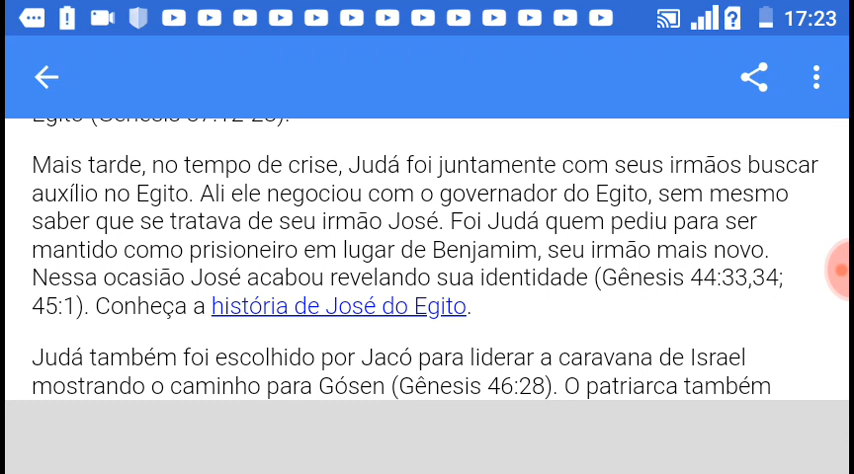 17:23
Mais tarde, no tempo de crise, Judá foi juntamente com seus irmãos buscar
auxílio no Egito. Ali ele negociou com o governador do Egito, sem mesmo
saber que se tratava de seu irmão José. Foi Judá quem pediu para ser
mantido como prisioneiro em lugar de Benjamim, seu irmão mais novo.
Nessa ocasião José acabou revelando sua identidade (Gênesis 44:33,34;
45:1). Conheça a história de José do Egito.
Judá também foi escolhido por Jacó para liderar a caravana de Israel
mostrando o caminho para Gósen (Gênesis 46:28). O patriarca também